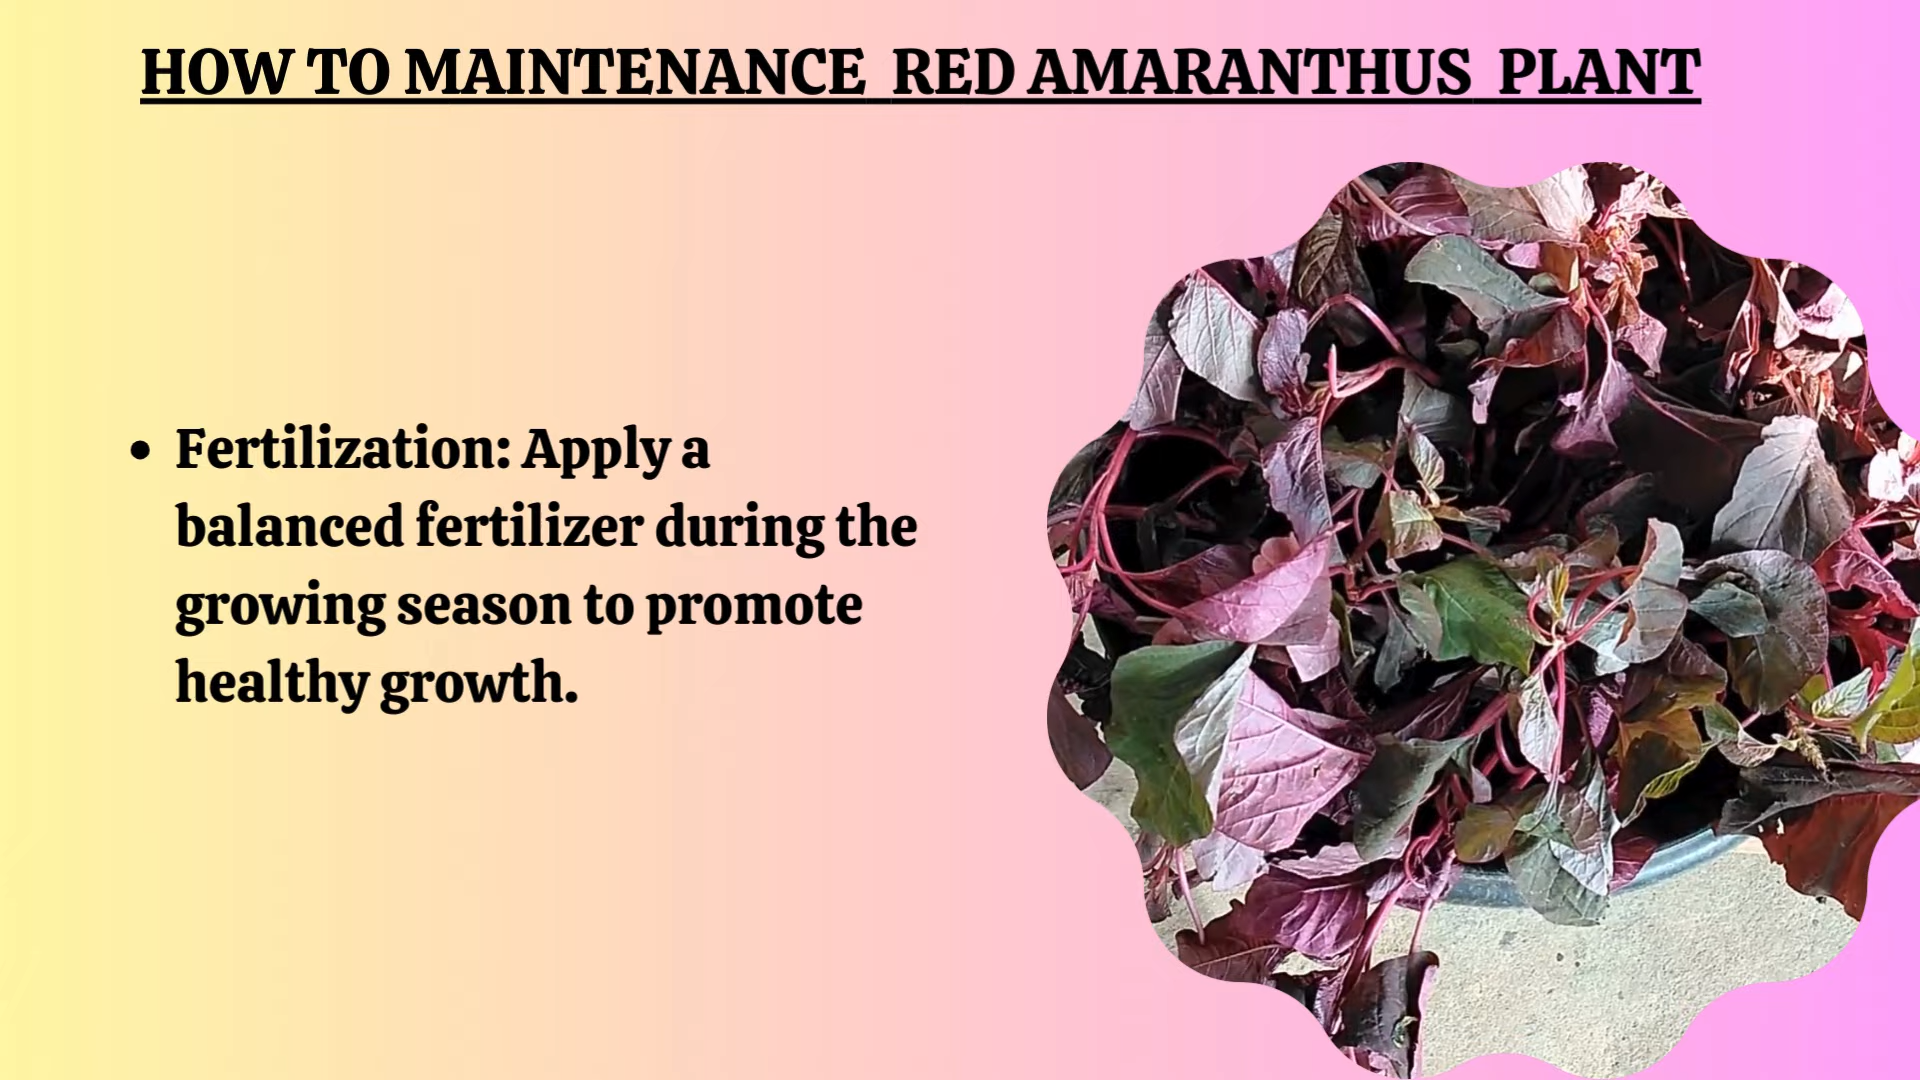 HOW TO MAINTENANCE  RED AMARANTHUS  PLANT
• Fertilization: Apply a
balanced fertilizer during the
growing season to promote
healthy growth.